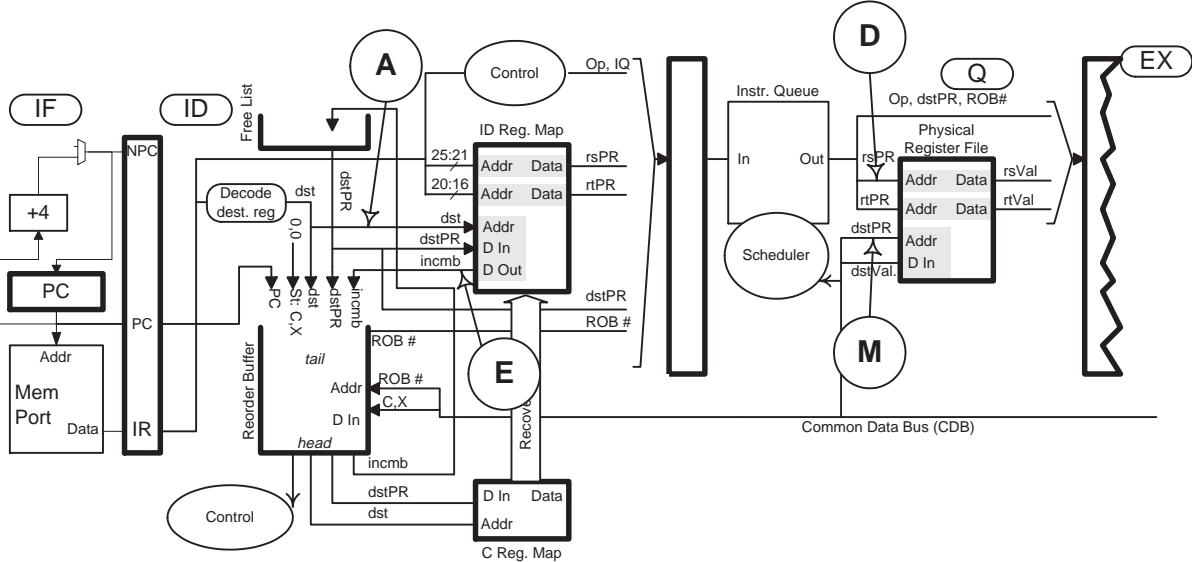 IF
ID
A
D
Q
EX
Free List
Control
Op, IQ
Instr. Queue
Op, dstPR, ROB#
ID Reg. Map
Physical
Register File
NPC
+4
PC
Decode
dest. reg
dst
dstPR
25:21
Addr
Data
rsPR
20:16
Addr
Data
rtPR
dst
Addr
dstPR
D In
incmb
D Out
In
Out
rsPR
Addr
Data
rsVal
rtPR
Addr
Data
rtVal
dstPR
Addr
dstVal.
D In
Scheduler
0,0
PC
St: C,X
dst
dstPR
incmb
dstPR
ROB #
PC
Addr
Mem
Port
Data
IR
Reorder Buffer
tail
ROB #
Addr
ROB #
D In
C,X
head
E
M
Recove
Common Data Bus (CDB)
incmb
Control
dstPR
D In
Data
dst
Addr
C Reg. Map